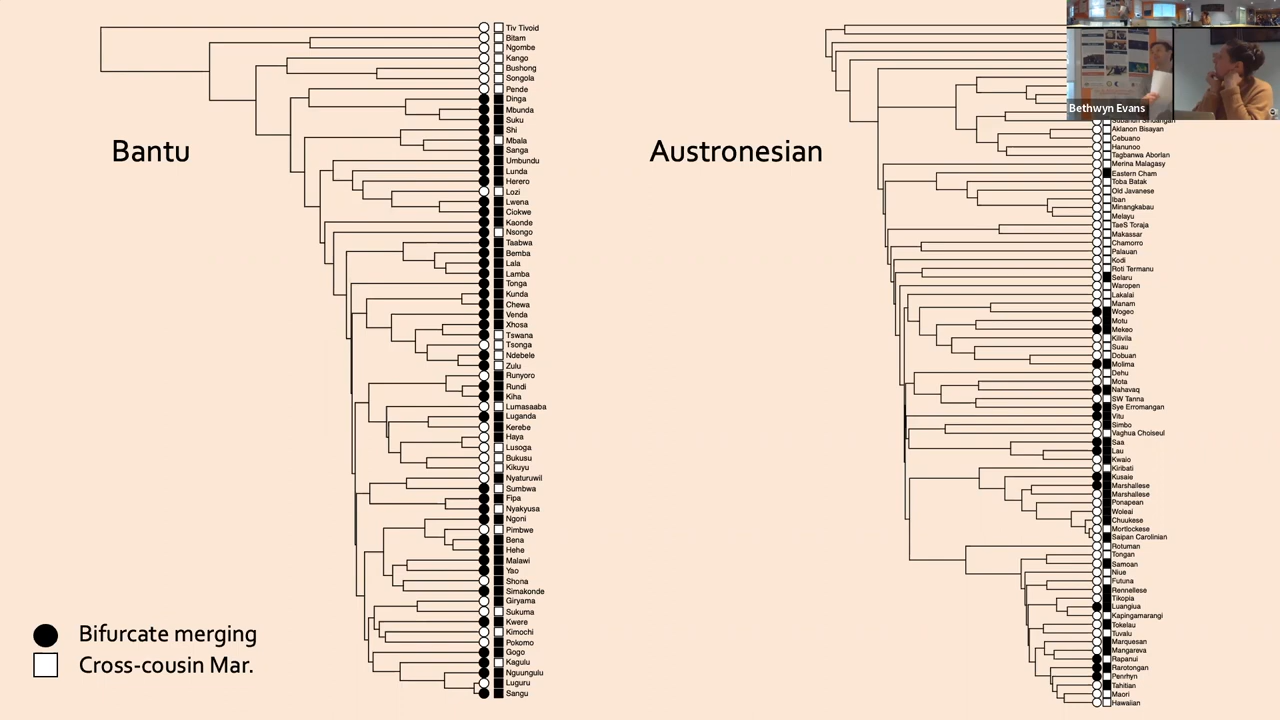 Bantu
Tiv Tivoid
Bitam
Ngombe
Kango
Bushong
Songola
Pende
Dinga
Mbunda
Suku
Shi
Mbala
Sanga
Umbundu
Lunda
Herero
Lozi
Lwena
Ciokwe
Kaonde
Nsongo
Taabwa
Bemba
Lala
Lamba
Tonga
Kunda
Chewa
Venda
Xhosa
Tswana
Tsonga
Ndebele
Zulu
Runyoro
Rundi
Kiha
Lumasaaba
Luganda
Kerebe
Haya
Lusoga
Bukusu
Kikuyu
Nyaturuwil
Sumbwa
Fipa
Nyakyusa
Ngoni
Pimbwe
Bena
Hehe
Malawi
Yao
Shona
Simakonde
Giryama
Sukuma
Kwere
Kimochi
Pokomo
Gogo
Kagulu
Nguungulu
Luguru
Sangu
Bifurcate merging
Cross-cousin Mar.
Austronesian
Bethwyn Evans
Aklanon Bisayan
Cebuano
Hanunoo
Tagbanwa Aborlan
Merina Malagasy
Eastern Cham
Toba Batak
Old Javanese
Iban
Minangkabau
Melayu
TaeS Toraja
Makassar
Chamorro
Palauan
Kodi
Roti Termanu
Selaru
Waropen
Lakalai
Manam
Wogeo
Motu
Mekeo
Kilivila
Suau
Dobuan
Molima
Dehu
Mota
Nahavaq
SW Tanna
Sye Erromangan
Vitu
Simbo
Vaghua Choiseul
Saa
Lau
Kwaio
Kiribati
Kusaie
Marshallese
Marshallese
Ponapean
Woleai
Chuukese
Mortlockese
Saipan Carolinian
Rotuman
Tongan
Samoan
Niue
Futuna
Rennellese
Tikopia
Luangiua
Kapingamarangi
Tokelau
Tuvalu
Marquesan
Mangareva
Rapanui
Rarotongan
Penrhyn
Tahitian
Maori
Hawaiian